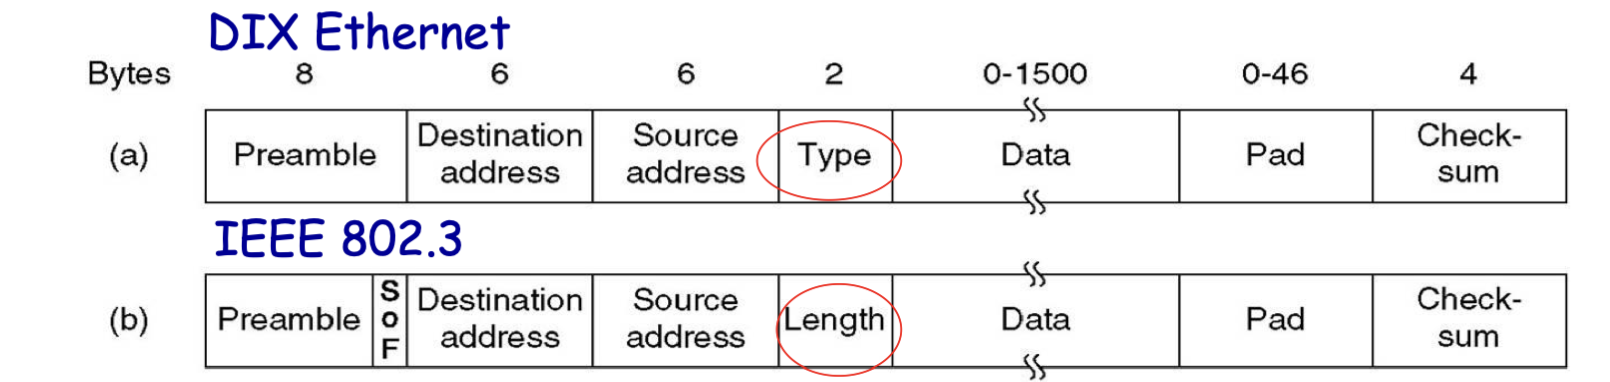 DIX Ethernet
Bytes 8 6 6 2 0-1500 0-46 4
(a) Preamble Destination address Source address Type Data Pad Check-sum
IEEE 802.3
(b) Preamble SoF Destination address Source address Length Data Pad Check-sum